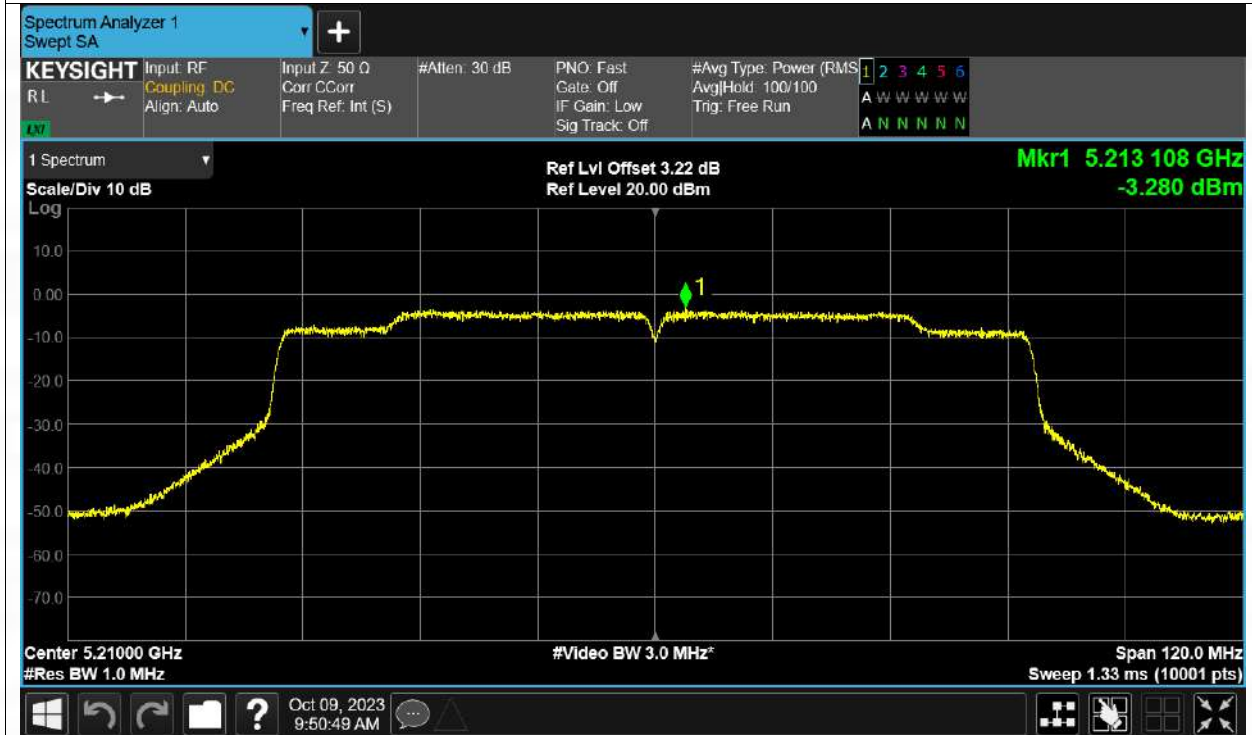 Spectrum Analyzer 1
Swept SA
+
KEYSIGHT
RL
LXI
Input: RF
Coupling: DC
Align: Auto
Input Z: 50 Ω
Corr CCorr
Freq Ref: Int (S)
#Atten: 30 dB
PNO: Fast
Gate: Off
IF Gain: Low
Sig Track: Off
#Avg Type: Power (RMS
Avg|Hold: 100/100
Trig: Free Run
1 2 3 4 5 6
A W W W W W
A N N N N N
1 Spectrum
Scale/Div 10 dB
Log
Ref Lvl Offset 3.22 dB
Ref Level 20.00 dBm
Mkr1 5.213 108 GHz
-3.280 dBm
10.0
0.00
-10.0
-20.0
-30.0
-40.0
-50.0
-60.0
-70.0
1
Center 5.21000 GHz
#Res BW 1.0 MHz
#Video BW 3.0 MHz*
Span 120.0 MHz
Sweep 1.33 ms (10001 pts)
?
Oct 09, 2023
9:50:49 AM